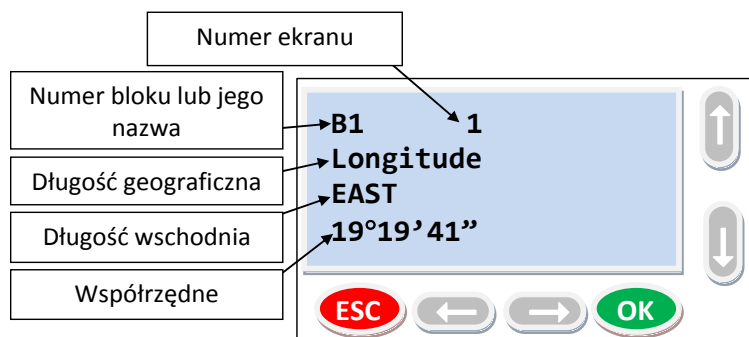 Numer ekranu
Numer bloku lub jego
nazwa
Długość geograficzna
Długość wschodnia
Współrzędne
B1 1
Longitude
EAST
19°19’41”
ESC
OK